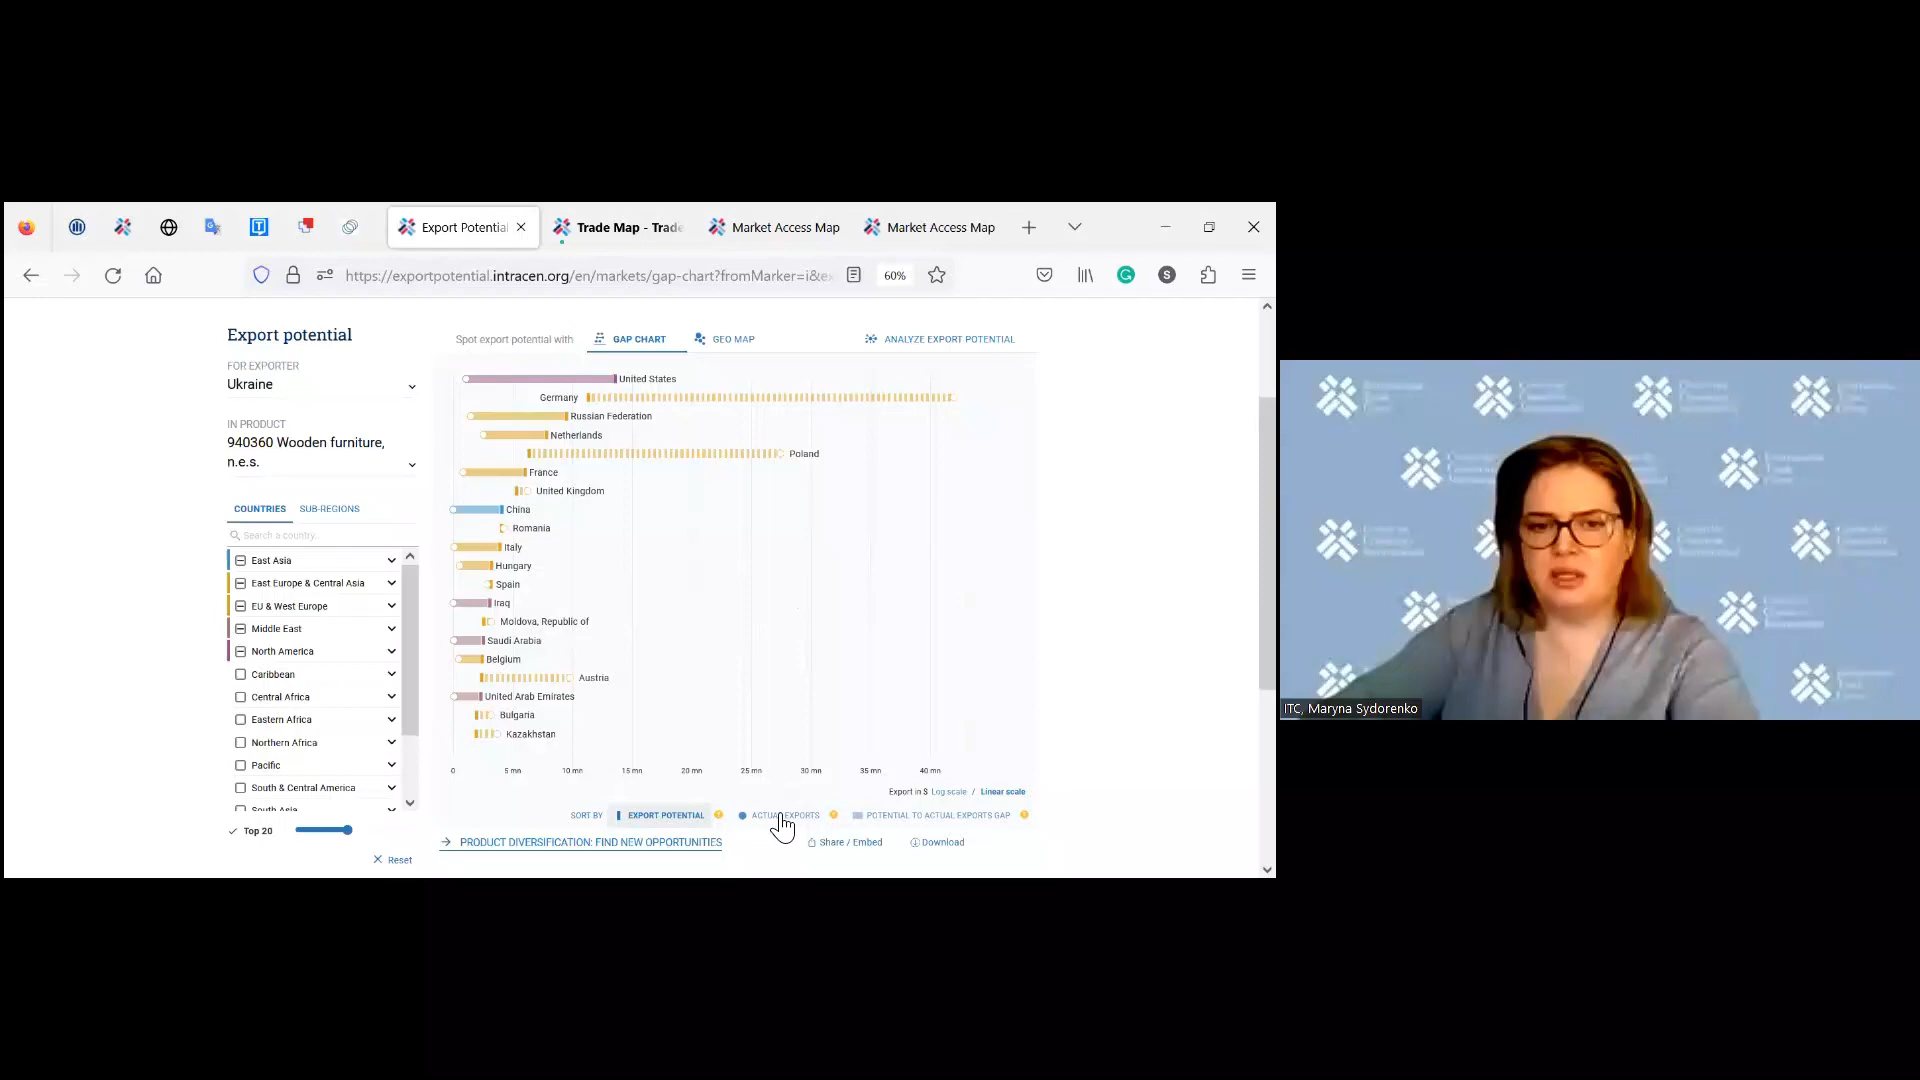 Export Potential
Trade Map - Trade
Market Access Map
Market Access Map
https://exportpotential.intracen.org/en/markets/gap-chart?fromMarker=i&ex
60%
Export potential
FOR EXPORTER
Ukraine
IN PRODUCT
940360 Wooden furniture,
n.e.s.
COUNTRIES SUB-REGIONS
Search a country.
East Asia
East Europe & Central Asia
EU & West Europe
Middle East
North America
Caribbean
Central Africa
Eastern Africa
Northern Africa
Pacific
South & Central America
South Asia
Top 20
Reset
Spot export potential with
GAP CHART
GEO MAP
ANALYZE EXPORT POTENTIAL
United States
Germany
Russian Federation
Netherlands
Poland
France
United Kingdom
China
Romania
Italy
Hungary
Spain
Iraq
Moldova, Republic of
Saudi Arabia
Belgium
Austria
United Arab Emirates
Bulgaria
Kazakhstan
0 5 mn 10 mn 15 mn 20 mn 25 mn 30 mn 35 mn 40 mn
Export in $ Log scale / Linear scale
SORT BY EXPORT POTENTIAL ACTUAL EXPORTS POTENTIAL TO ACTUAL EXPORTS GAP
PRODUCT DIVERSIFICATION: FIND NEW OPPORTUNITIES
Share / Embed
Download
ITC, Maryna Sydorenko